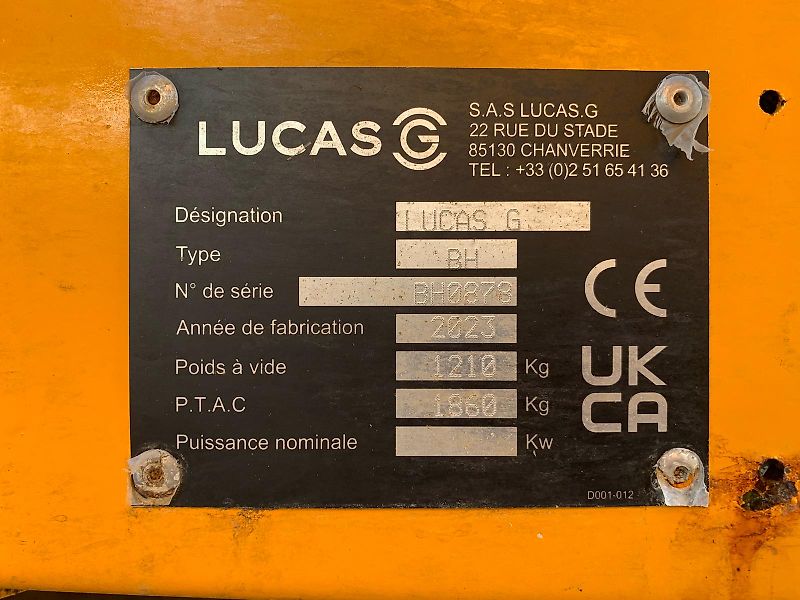 LUCAS G
S.A.S LUCAS.G
22 RUE DU STADE
85130 CHANVERRIE
TEL : +33 (0)2 51 65 41 36
Désignation LUCAS G
Type BH
N° de série BH0878
Année de fabrication 2023
Poids à vide 1210 Kg
P.T.A.C 1860 Kg
Puissance nominale Kw
CE
UK
CA
D001-012